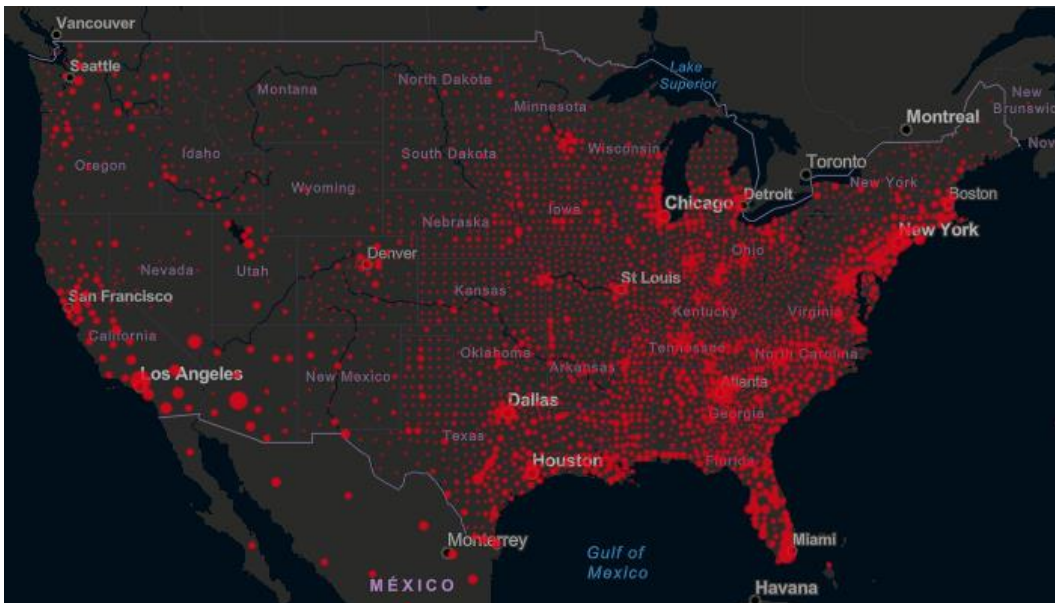 Vancouver
Seattle
Lake
Superior
North Dakota
Montana
Minnesota
New
Brunswick
Montreal
Nov
Oregon
Idaho
South Dakota
Wisconsin
Toronto
Wyoming
New York
Detroit
Boston
Chicago
Nebraska
Iowa
New York
Ohio
Denver
Nevada
Utah
St Louis
Kansas
San Francisco
Kentucky
Virginia
California
Tennessee
North Carolina
Oklahoma
Arkansas
Los Angeles
New Mexico
Atlanta
Dallas
Georgia
Texas
Houston
Florida
Monterrey
Miami
Gulf of
Mexico
MÉXICO
Havana